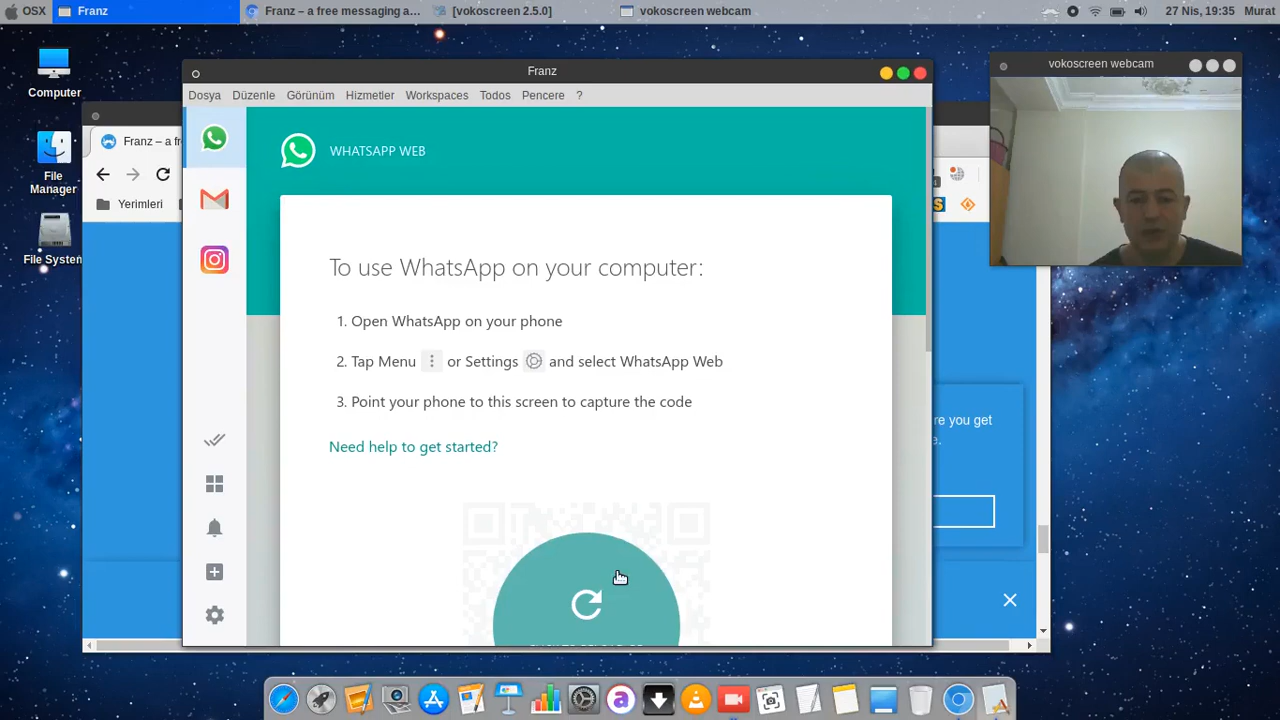 OSX
Franz
Franz – a free messaging a...
[vokoscreen 2.5.0]
vokoscreen webcam
27 Nis, 19:35
Murat
Computer
File
Manager
File System
Franz – a fr
Yerimleri
Franz
Dosya Düzenle Görünüm Hizmetler Workspaces Todos Pencere ?
WHATSAPP WEB
To use WhatsApp on your computer:
1. Open WhatsApp on your phone
2. Tap Menu or Settings and select WhatsApp Web
3. Point your phone to this screen to capture the code
Need help to get started?
vokoscreen webcam
re you get
e.